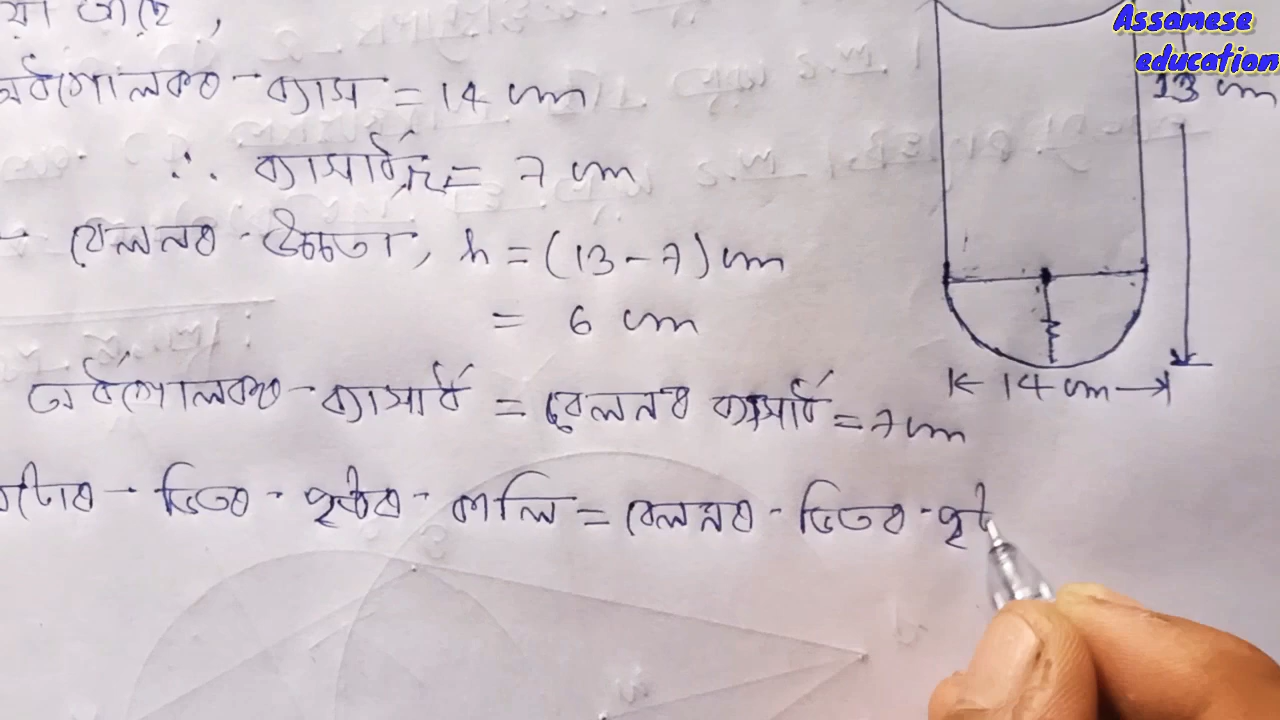 আছে,
Assamese
education
অৰ্ধগোলকৰ ব্যাস = 14 cm
13 cm
∴ ব্যাসাৰ্ধ, r = 7 cm
বেলনৰ উচ্চতা, h = (13 - 7) cm
= 6 cm
অৰ্ধগোলকৰ ব্যাসাৰ্ধ = বেলনৰ ব্যাসাৰ্ধ = 7 cm
14 cm
r
ভিতৰ পৃষ্ঠৰ কালি = বেলনৰ ভিতৰ